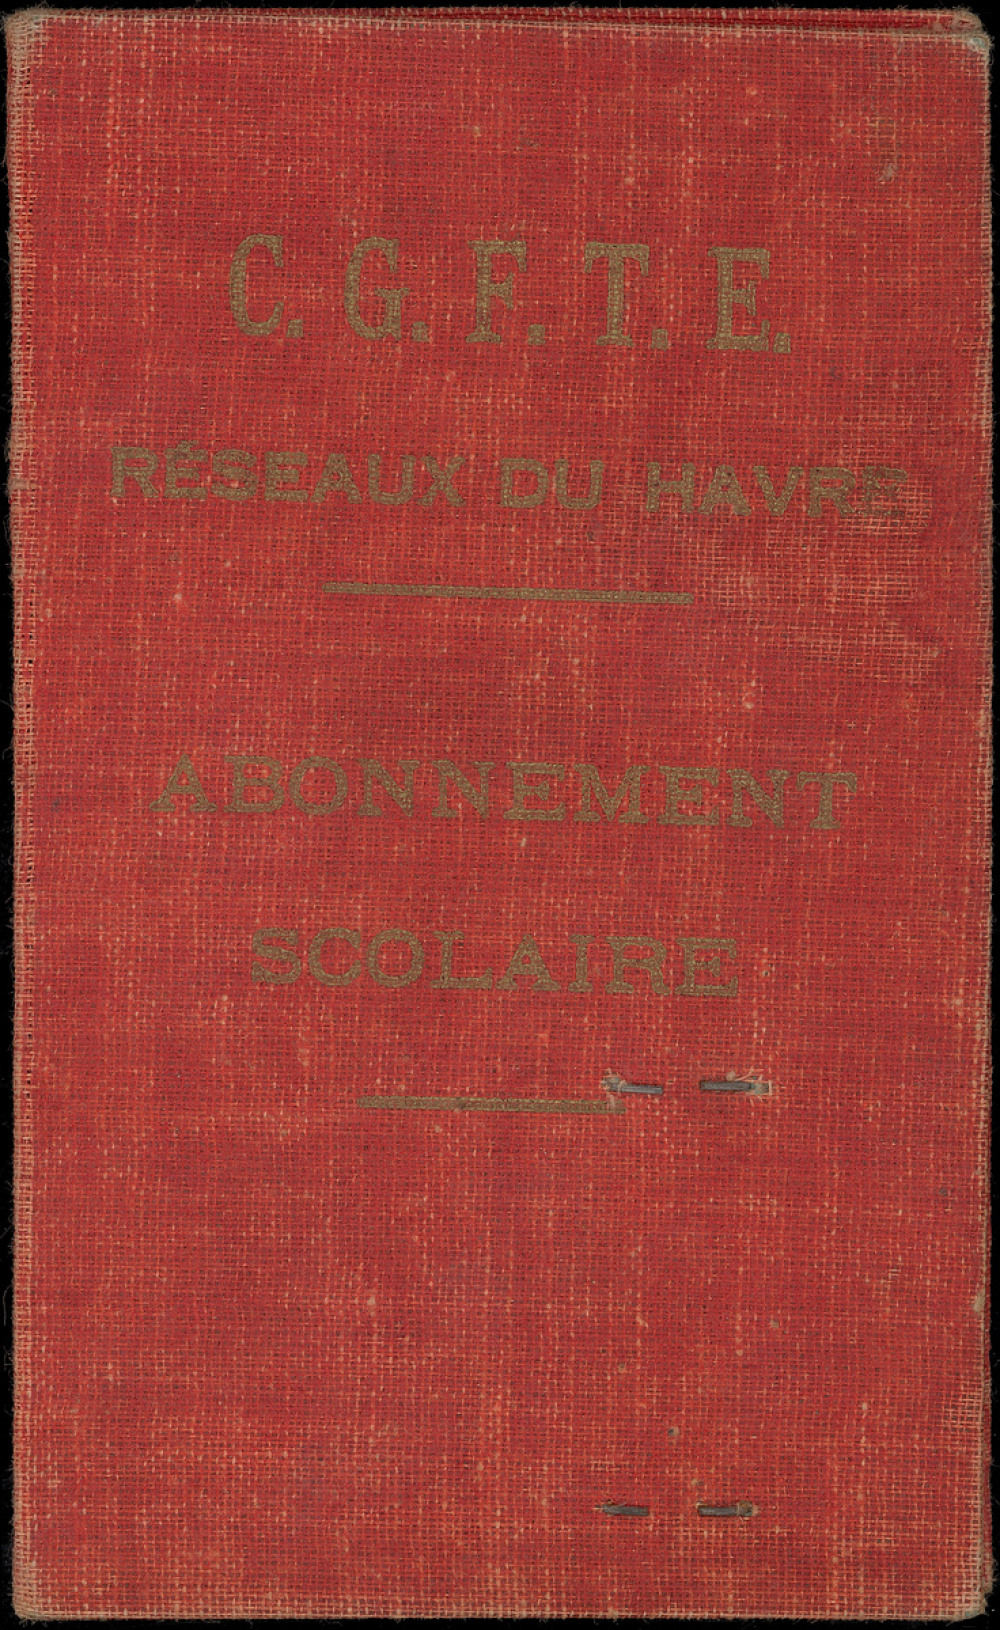 C. G. F. T. E.
RÉSEAUX DU HAVRE
ABONNEMENT
SCOLAIRE